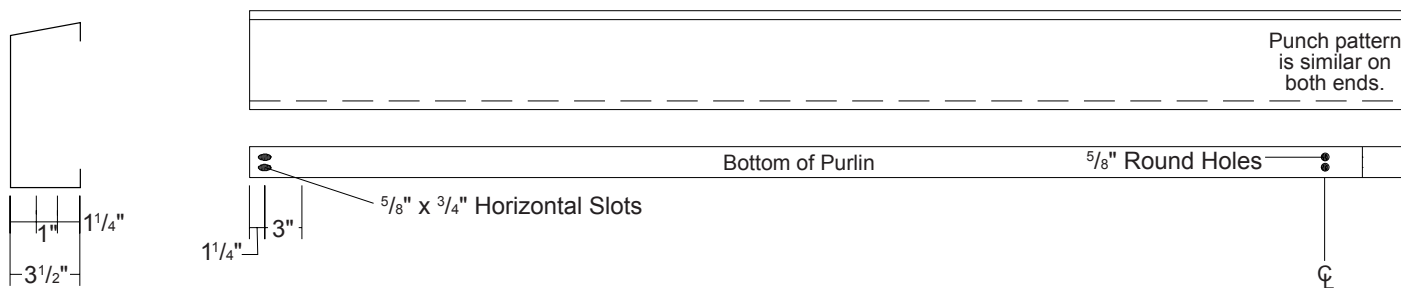 Punch pattern
is similar on
both ends.
Bottom of Purlin
5/8" Round Holes
5/8" x 3/4" Horizontal Slots
1"
1 1/4"
3"
1 1/4"
3 1/2"
℄